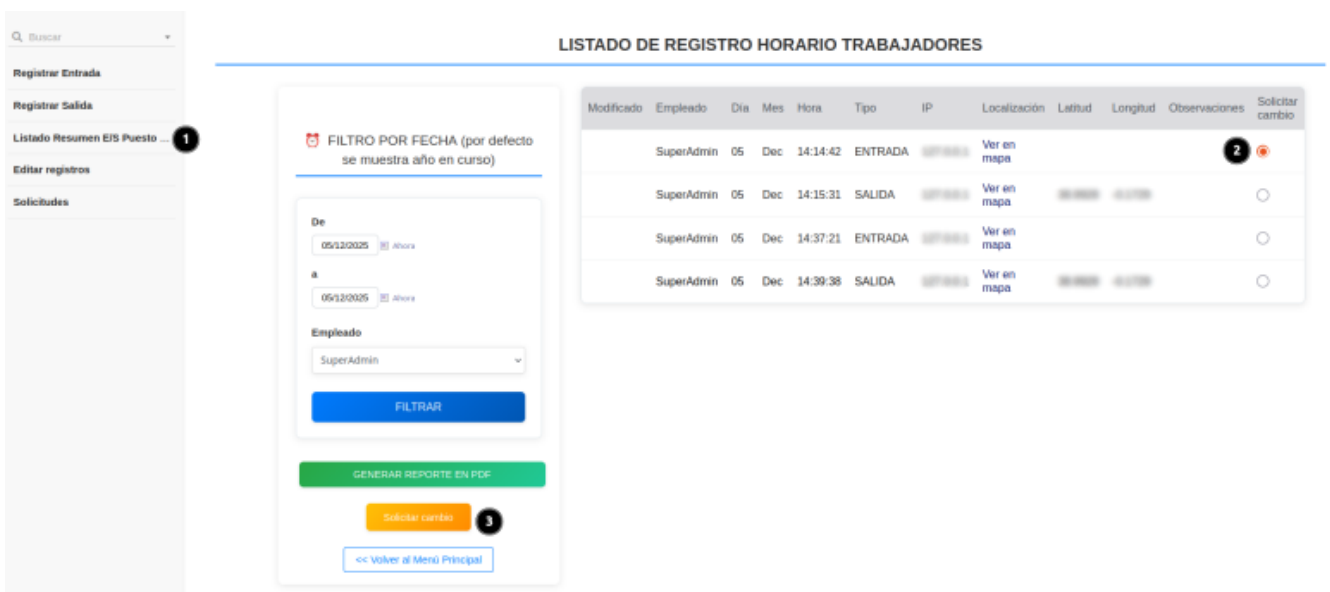 Buscar
LISTADO DE REGISTRO HORARIO TRABAJADORES
Registrar Entrada
Registrar Salida
Listado Resumen E/S Puesto ... 1
Editar registros
Solicitudes
FILTRO POR FECHA (por defecto
se muestra año en curso)
De
05/12/2025 Ahora
a
05/12/2025 Ahora
Empleado
SuperAdmin
FILTRAR
GENERAR REPORTE EN PDF
Solicitar cambio 3
<< Volver al Menú Principal
Modificado Empleado Día Mes Hora Tipo IP Localización Latitud Longitud Observaciones Solicitar
cambio
SuperAdmin 05 Dec 14:14:42 ENTRADA Ver en
mapa 2
SuperAdmin 05 Dec 14:15:31 SALIDA Ver en
mapa
SuperAdmin 05 Dec 14:37:21 ENTRADA Ver en
mapa
SuperAdmin 05 Dec 14:39:38 SALIDA Ver en
mapa